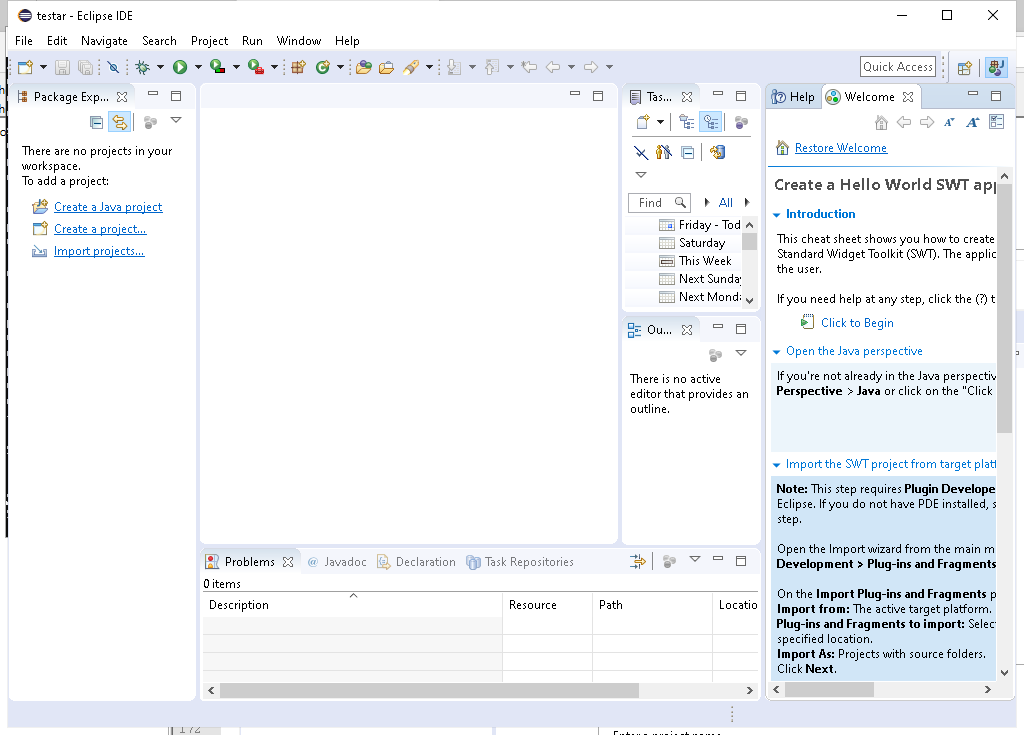 testar - Eclipse IDE
File Edit Navigate Search Project Run Window Help
Quick Access
Package Exp...
There are no projects in your
workspace.
To add a project:
Create a Java project
Create a project...
Import projects...
Tas...
Find
All
Friday - Tod
Saturday
This Week
Next Sunday
Next Mond
Ou...
There is no active
editor that provides an
outline.
Help
Welcome
Restore Welcome
Create a Hello World SWT app
Introduction
This cheat sheet shows you how to create
Standard Widget Toolkit (SWT). The applic
the user.
If you need help at any step, click the (?) t
Click to Begin
Open the Java perspective
If you're not already in the Java perspectiv
Perspective > Java or click on the "Click
Import the SWT project from target platf
Note: This step requires Plugin Develope
Eclipse. If you do not have PDE installed, s
step.
Open the Import wizard from the main m
Development > Plug-ins and Fragments
On the Import Plug-ins and Fragments p
Import from: The active target platform.
Plug-ins and Fragments to import: Selec
specified location.
Import As: Projects with source folders.
Click Next.
Problems @ Javadoc Declaration Task Repositories
0 items
Description Resource Path Locatio
172
Enter a project name